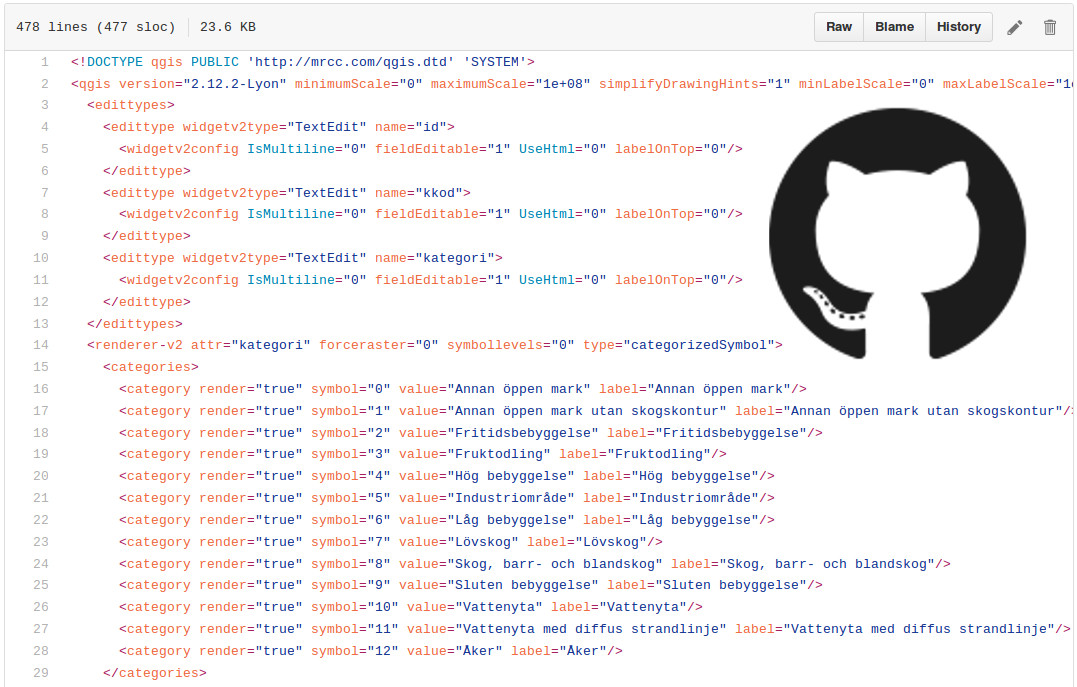 478 lines (477 sloc) 23.6 KB Raw Blame History
1 <!DOCTYPE qgis PUBLIC 'http://mrcc.com/qgis.dtd' 'SYSTEM'>
2 <qgis version="2.12.2-Lyon" minimumScale="0" maximumScale="1e+08" simplifyDrawingHints="1" minLabelScale="0" maxLabelScale="1e
3 <edittypes>
4 <edittype widgetv2type="TextEdit" name="id">
5 <widgetv2config IsMultiline="0" fieldEditable="1" UseHtml="0" labelOnTop="0"/>
6 </edittype>
7 <edittype widgetv2type="TextEdit" name="kkod">
8 <widgetv2config IsMultiline="0" fieldEditable="1" UseHtml="0" labelOnTop="0"/>
9 </edittype>
10 <edittype widgetv2type="TextEdit" name="kategori">
11 <widgetv2config IsMultiline="0" fieldEditable="1" UseHtml="0" labelOnTop="0"/>
12 </edittype>
13 </edittypes>
14 <renderer-v2 attr="kategori" forceraster="0" symbollevels="0" type="categorizedSymbol">
15 <categories>
16 <category render="true" symbol="0" value="Annan öppen mark" label="Annan öppen mark"/>
17 <category render="true" symbol="1" value="Annan öppen mark utan skogskontur" label="Annan öppen mark utan skogskontur"/>
18 <category render="true" symbol="2" value="Fritidsbebyggelse" label="Fritidsbebyggelse"/>
19 <category render="true" symbol="3" value="Fruktodling" label="Fruktodling"/>
20 <category render="true" symbol="4" value="Hög bebyggelse" label="Hög bebyggelse"/>
21 <category render="true" symbol="5" value="Industriområde" label="Industriområde"/>
22 <category render="true" symbol="6" value="Låg bebyggelse" label="Låg bebyggelse"/>
23 <category render="true" symbol="7" value="Lövskog" label="Lövskog"/>
24 <category render="true" symbol="8" value="Skog, barr- och blandskog" label="Skog, barr- och blandskog"/>
25 <category render="true" symbol="9" value="Sluten bebyggelse" label="Sluten bebyggelse"/>
26 <category render="true" symbol="10" value="Vattenyta" label="Vattenyta"/>
27 <category render="true" symbol="11" value="Vattenyta med diffus strandlinje" label="Vattenyta med diffus strandlinje"/>
28 <category render="true" symbol="12" value="Åker" label="Åker"/>
29 </categories>